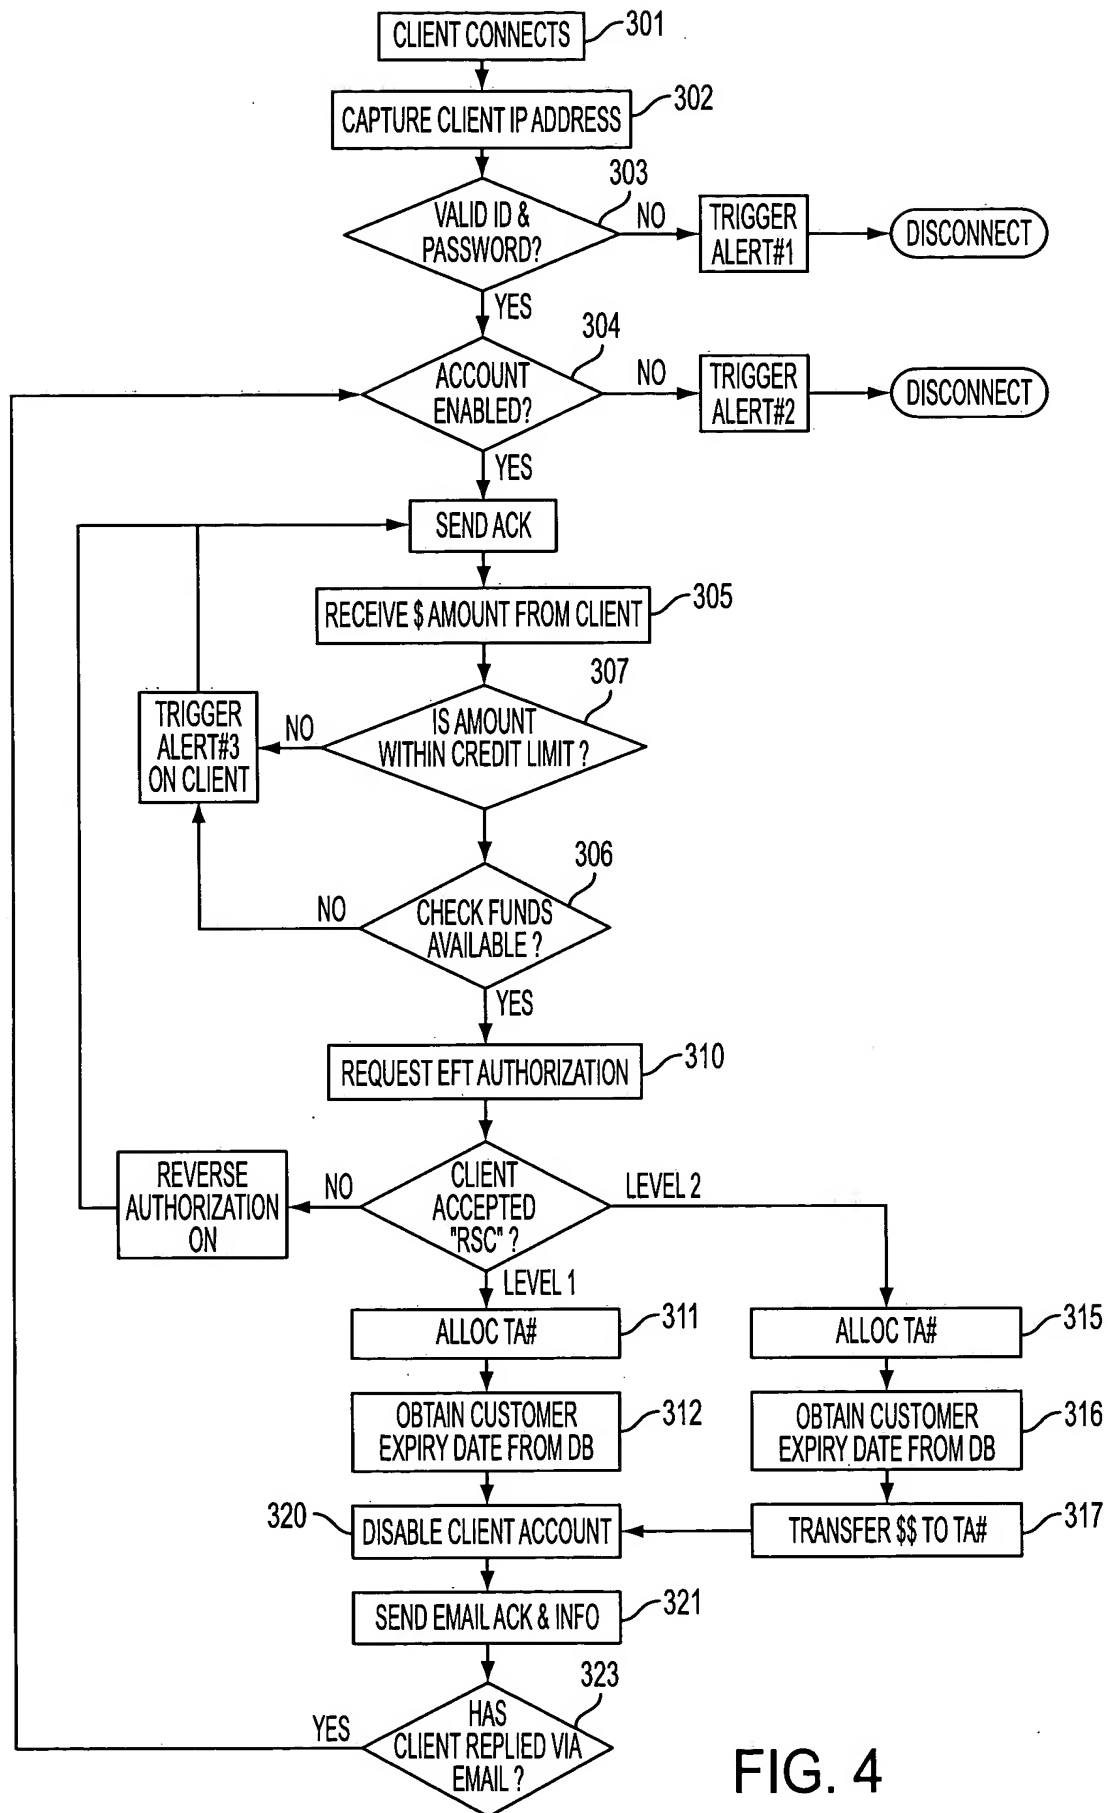 CLIENT CONNECTS
301
CAPTURE CLIENT IP ADDRESS
302
303
VALID ID &
PASSWORD?
NO
TRIGGER
ALERT#1
DISCONNECT
YES
304
ACCOUNT
ENABLED?
NO
TRIGGER
ALERT#2
DISCONNECT
YES
SEND ACK
RECEIVE $ AMOUNT FROM CLIENT
305
307
IS AMOUNT
WITHIN CREDIT LIMIT ?
NO
TRIGGER
ALERT#3
ON CLIENT
306
CHECK FUNDS
AVAILABLE ?
NO
YES
REQUEST EFT AUTHORIZATION
310
CLIENT
ACCEPTED
"RSC" ?
NO
REVERSE
AUTHORIZATION
ON
LEVEL 2
LEVEL 1
ALLOC TA#
311
ALLOC TA#
315
OBTAIN CUSTOMER
EXPIRY DATE FROM DB
312
OBTAIN CUSTOMER
EXPIRY DATE FROM DB
316
320
DISABLE CLIENT ACCOUNT
TRANSFER $$ TO TA#
317
SEND EMAIL ACK & INFO
321
323
HAS
CLIENT REPLIED VIA
EMAIL ?
YES
FIG. 4